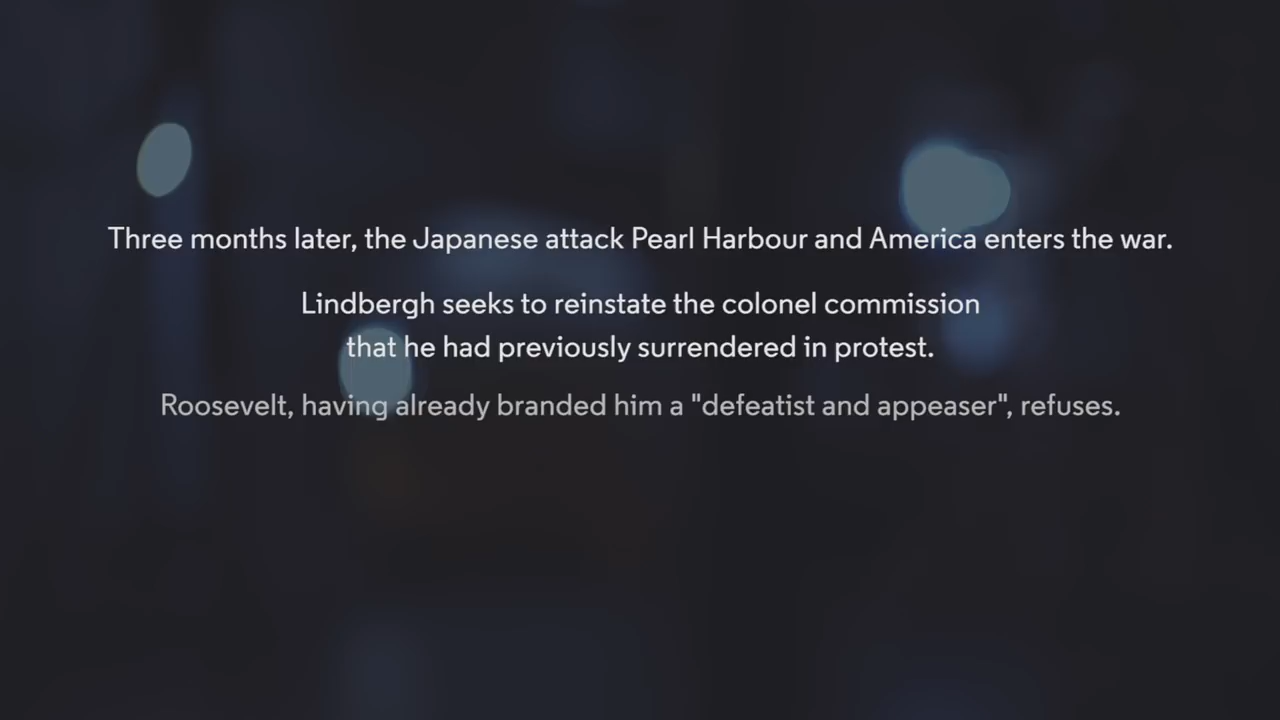 Three months later, the Japanese attack Pearl Harbour and America enters the war.
Lindbergh seeks to reinstate the colonel commission
that he had previously surrendered in protest.
Roosevelt, having already branded him a "defeatist and appeaser", refuses.